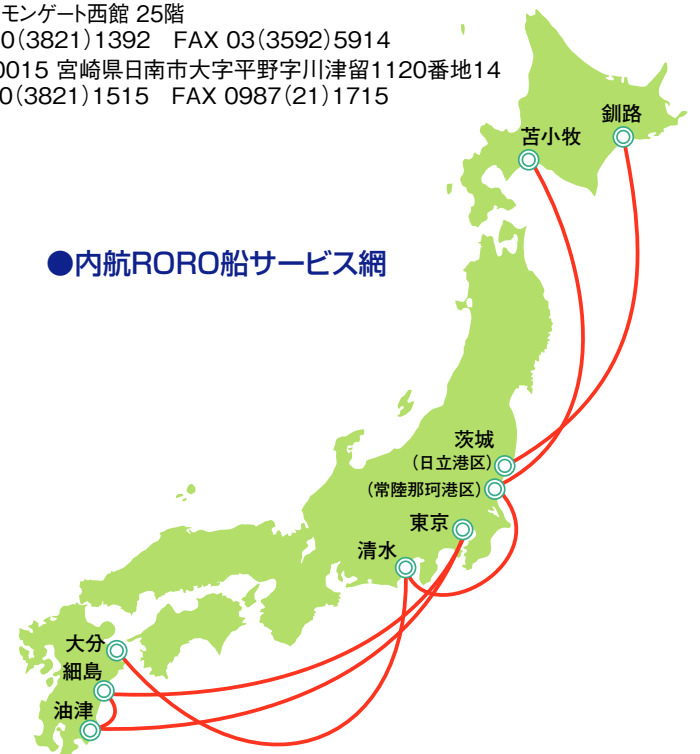 モンゲート西館 25階
0(3821)1392 FAX 03(3592)5914
0015 宮崎県日南市大字平野字川津留1120番地14
0(3821)1515 FAX 0987(21)1715
釧路
苫小牧
●内航RORO船サービス網
茨城
(日立港区)
(常陸那珂港区)
東京
清水
大分
細島
油津